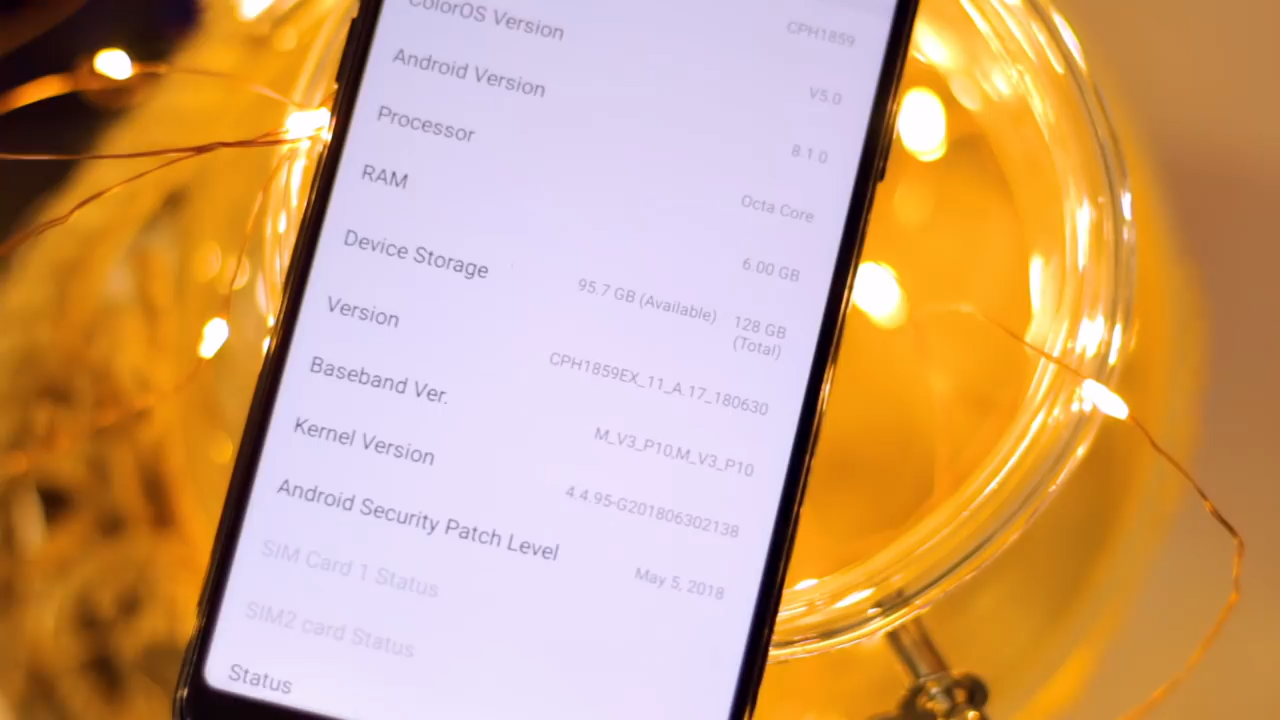 CPH1859
ColorOS Version
V5.0
Android Version
8.1.0
Processor
Octa Core
RAM
6.00 GB
Device Storage
95.7 GB (Available) 128 GB
(Total)
Version
CPH1859EX_11_A.17_180630
Baseband Ver.
M_V3_P10,M_V3_P10
Kernel Version
4.4.95-G201806302138
Android Security Patch Level
May 5, 2018
SIM Card 1 Status
SIM2 card Status
Status